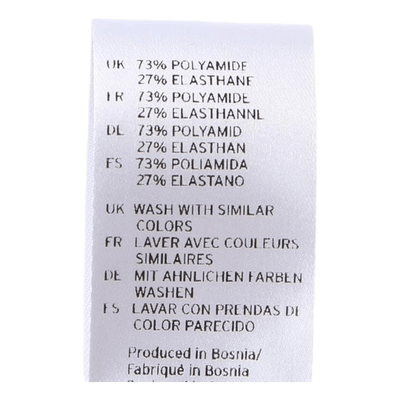 UK 73% POLYAMIDE
27% ELASTHANE
FR 73% POLYAMIDE
27% ELASTHANNE
DE 73% POLYAMID
27% ELASTHAN
ES 73% POLIAMIDA
27% ELASTANO
UK WASH WITH SIMILAR
COLORS
FR LAVER AVEC COULEURS
SIMILAIRES
DE MIT AHNLICHEN FARBEN
WASHEN
ES LAVAR CON PRENDAS DE
COLOR PARECIDO
Produced in Bosnia/
Fabriqué in Bosnia